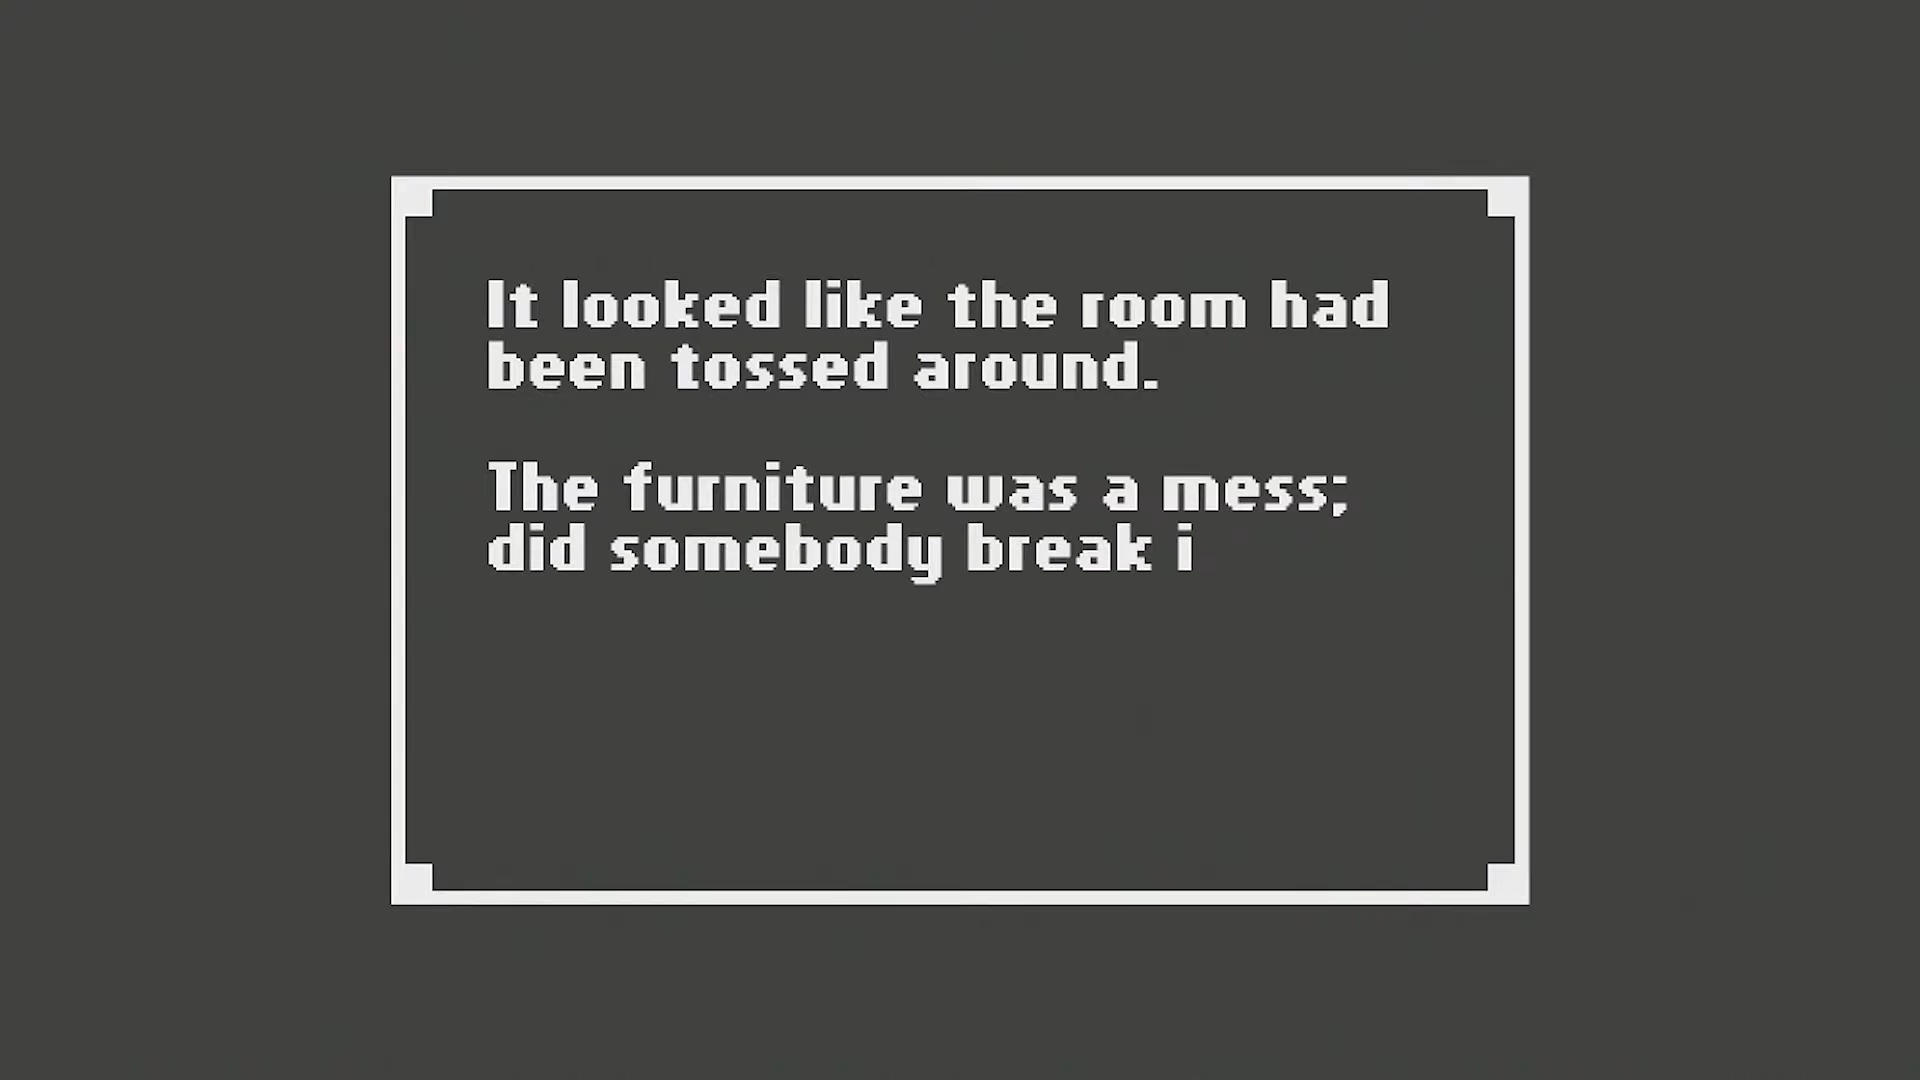 It looked like the room had
been tossed around.
The furniture was a mess;
did somebody break i